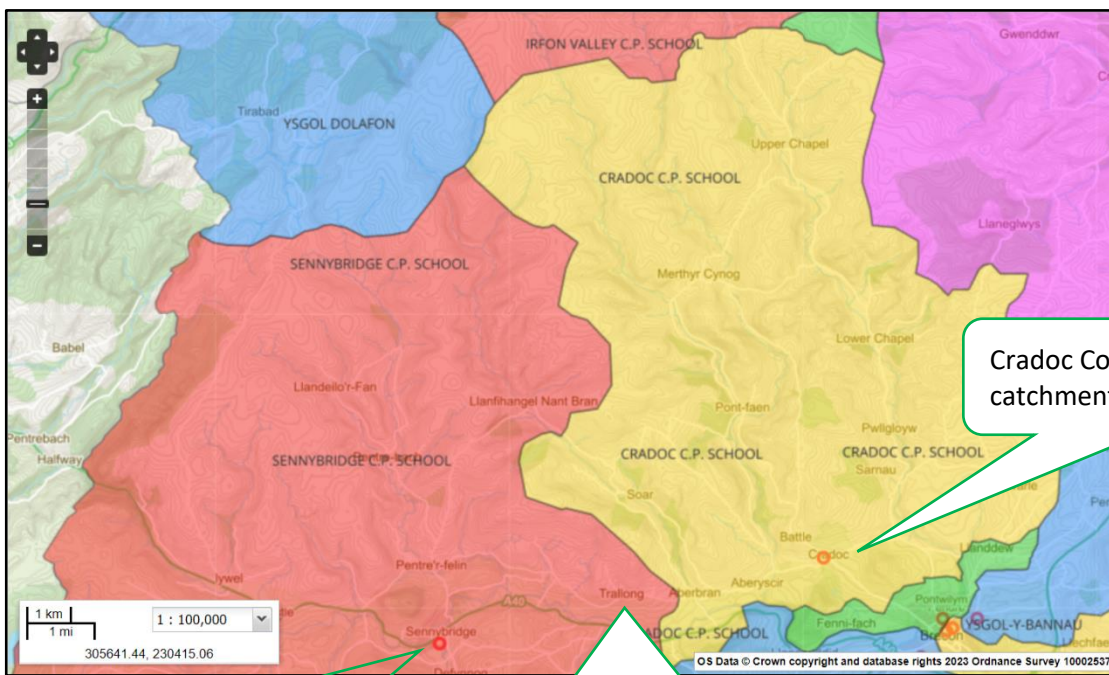 Gwenddwr
IRFON VALLEY C.P. SCHOOL
Tirabad
YSGOL DOLAFON
Upper Chapel
CRADOC C.P. SCHOOL
Llaneglwys
SENNYBRIDGE C.P. SCHOOL
Merthyr Cynog
Babel
Lower Chapel
Cradoc Co
catchment
Llandeilo'r-Fan
Llanfihangel Nant Bran
Pont-faen
Pwllgloyw
Pentrebach
Halfway
SENNYBRIDGE C.P. SCHOOL
CRADOC C.P. SCHOOL
CRADOC C.P. SCHOOL
Sarnau
Soar
Battle
Cradoc
Llanddew
Pentre'r-felin
Trallong
Aberbran
Aberyscir
A40
Sennybridge
Fenni-fach
Brecon
YSGOL-Y-BANNAU
1 km
1 mi
1 : 100,000
305641.44, 230415.06
OS Data © Crown copyright and database rights 2023 Ordnance Survey 10002537